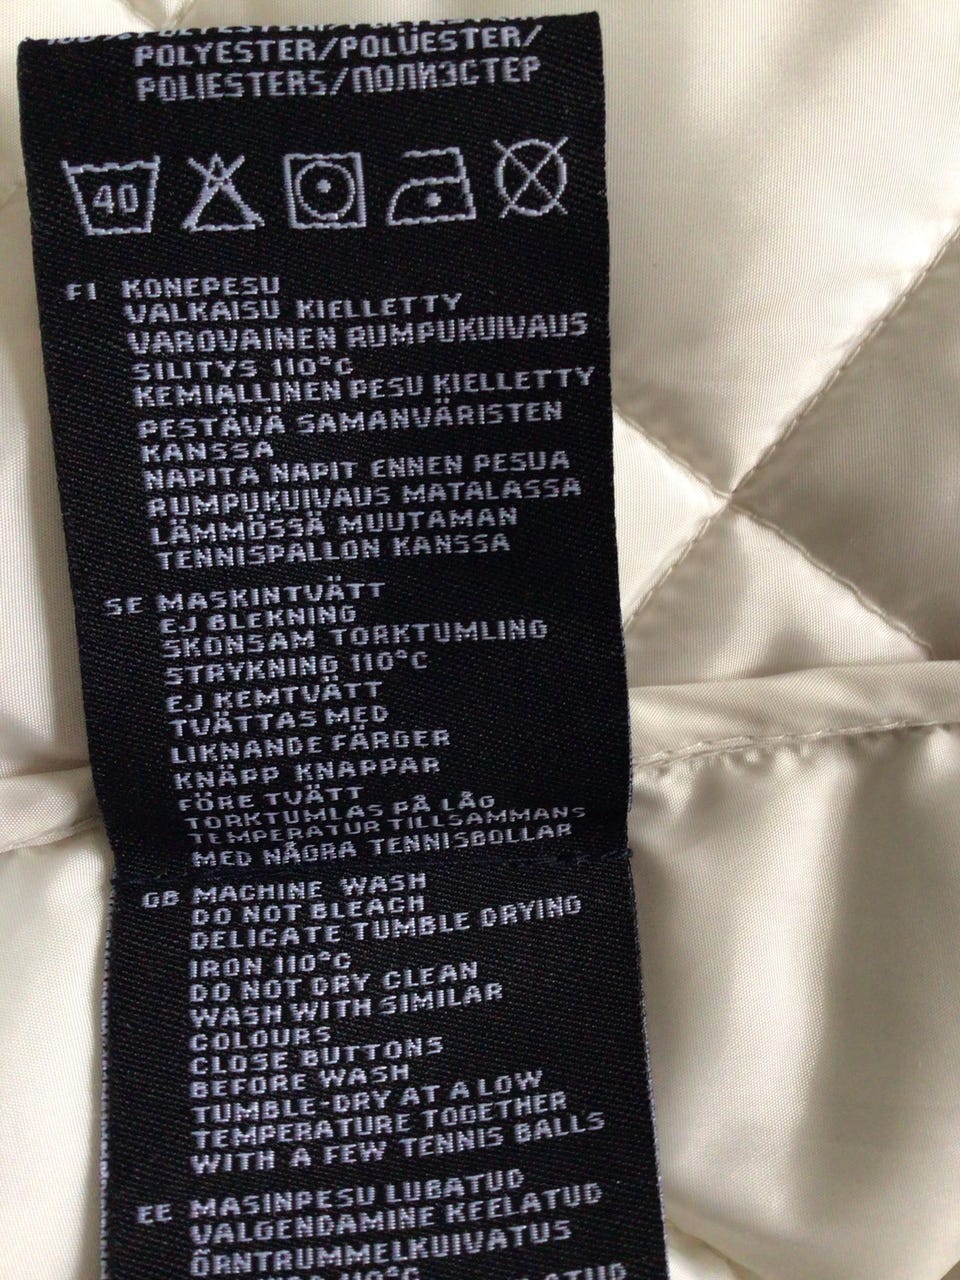 POLYESTER/POLÜESTER/
POLIESTERS/ПОЛИЭСТЕР
40
FI KONEPESU
VALKAISU KIELLETTY
VAROVAINEN RUMPUKUIVAUS
SILITYS 110°C
KEMIALLINEN PESU KIELLETTY
PESTÄVÄ SAMANVÄRISTEN
KANSSA
NAPITA NAPIT ENNEN PESUA
RUMPUKUIVAUS MATALASSA
LÄMMÖSSÄ MUUTAMAN
TENNISPALLON KANSSA
SE MASKINTVÄTT
EJ BLEKNING
SKONSAM TORKTUMLING
STRYKNING 110°C
EJ KEMTVÄTT
TVÄTTAS MED
LIKNANDE FÄRGER
KNÄPP KNAPPAR
FÖRE TVÄTT
TORKTUMLAS PÅ LÅG
TEMPERATUR TILLSAMMANS
MED NÅGRA TENNISBOLLAR
GB MACHINE WASH
DO NOT BLEACH
DELICATE TUMBLE DRYING
IRON 110°C
DO NOT DRY CLEAN
WASH WITH SIMILAR
COLOURS
CLOSE BUTTONS
BEFORE WASH
TUMBLE-DRY AT A LOW
TEMPERATURE TOGETHER
WITH A FEW TENNIS BALLS
EE MASINPESU LUBATUD
VALGENDAMINE KEELATUD
ÕRNTRUMMELKUIVATUS
110°C